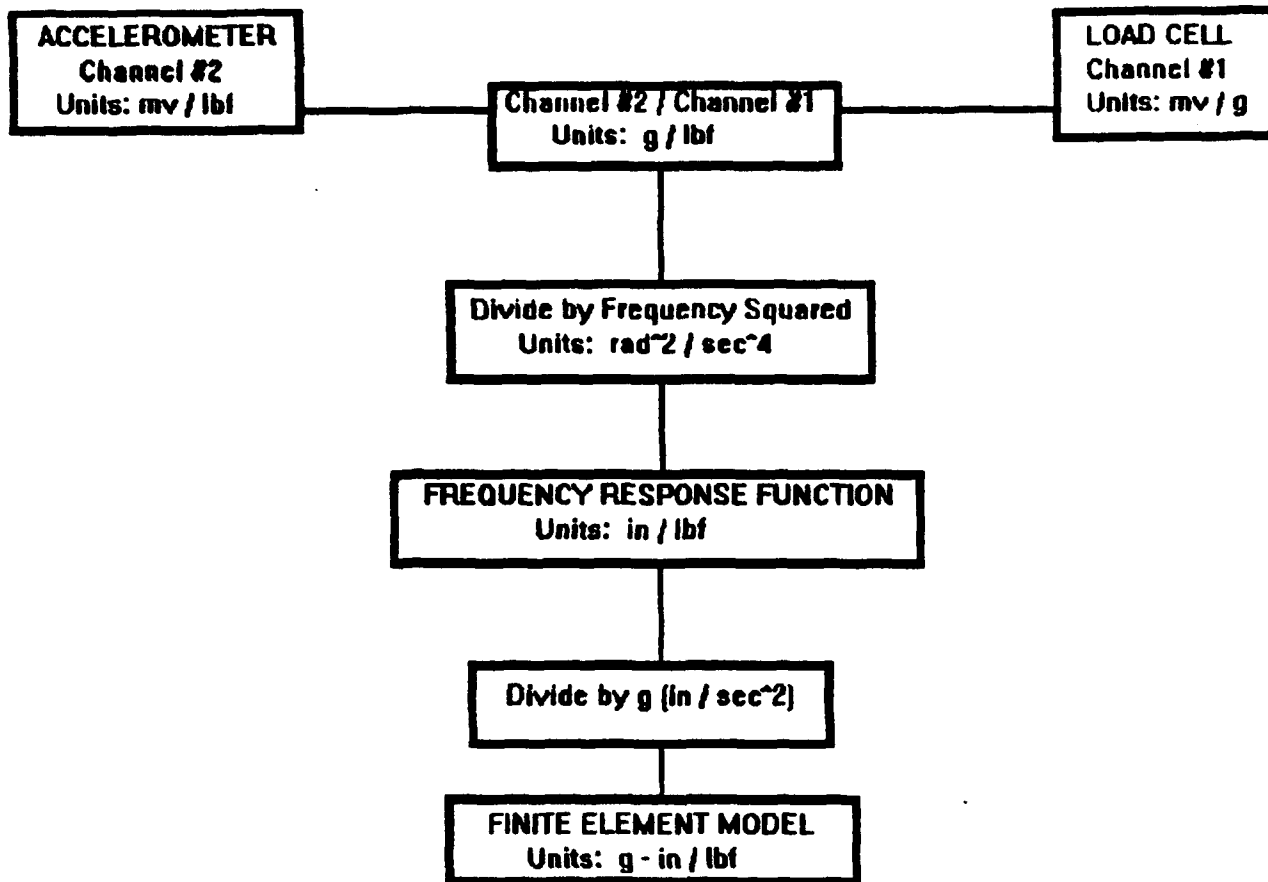 ACCELEROMETER
Channel #2
Units: mv / lbf
LOAD CELL
Channel #1
Units: mv / g
Channel #2 / Channel #1
Units: g / lbf
Divide by Frequency Squared
Units: rad^2 / sec^4
FREQUENCY RESPONSE FUNCTION
Units: in / lbf
Divide by g (in / sec^2)
FINITE ELEMENT MODEL
Units: g - in / lbf